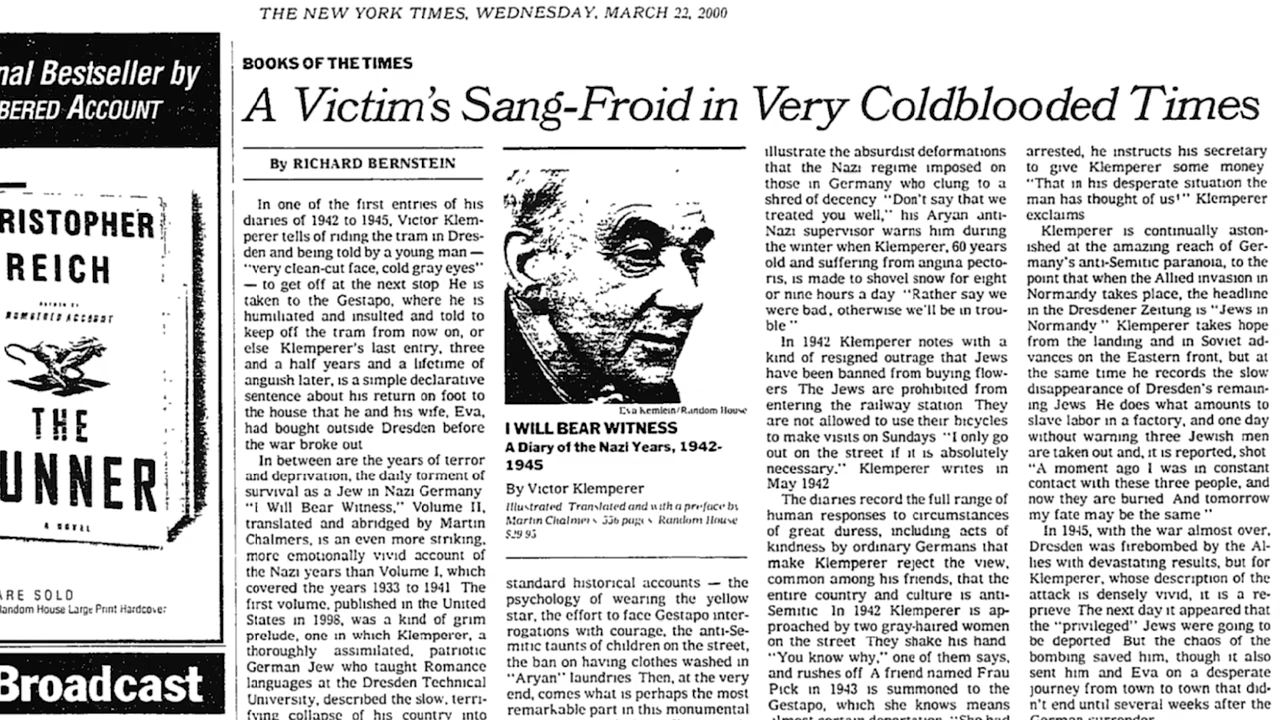 THE NEW YORK TIMES, WEDNESDAY, MARCH 22, 2000
nal Bestseller by
BERED ACCOUNT
RISTOPHER
REICH
THE
UNNER
A NOVEL
ARE SOLD
Random House Large Print Hardcover
Broadcast
BOOKS OF THE TIMES
A Victim's Sang-Froid in Very Coldblooded Times
By RICHARD BERNSTEIN
In one of the first entries of his
diaries of 1942 to 1945, Victor Klem-
perer tells of riding the tram in Dres-
den and being told by a young man —
"very clean-cut face, cold gray eyes"
— to get off at the next stop He is
taken to the Gestapo, where he is
humiliated and insulted and told to
keep off the tram from now on, or
else Klemperer's last entry, three
and a half years and a lifetime of
anguish later, is a simple declarative
sentence about his return on foot to
the house that he and his wife, Eva,
had bought outside Dresden before
the war broke out
In between are the years of terror
and deprivation, the daily torment of
survival as a Jew in Nazi Germany
"I Will Bear Witness," Volume II,
translated and abridged by Martin
Chalmers, is an even more striking,
more emotionally vivid account of
the Nazi years than Volume I, which
covered the years 1933 to 1941 The
first volume, published in the United
States in 1998, was a kind of grim
prelude, one in which Klemperer, a
thoroughly assimilated, patriotic
German Jew who taught Romance
languages at the Dresden Technical
University, described the slow, terri-
fying collapse of his country into
Eva Kemlein/Random House
I WILL BEAR WITNESS
A Diary of the Nazi Years, 1942-
1945
By Victor Klemperer
Illustrated Translated and with a preface by
Martin Chalmers 556 pages Random House
$29 95
standard historical accounts — the
psychology of wearing the yellow
star, the effort to face Gestapo inter-
rogations with courage, the anti-Se-
mitic taunts of children on the street,
the ban on having clothes washed in
"Aryan" laundries Then, at the very
end, comes what is perhaps the most
remarkable part in this monumental
illustrate the absurdist deformations
that the Nazi regime imposed on
those in Germany who clung to a
shred of decency "Don't say that we
treated you well," his Aryan anti-
Nazi supervisor warns him during
the winter when Klemperer, 60 years
old and suffering from angina pecto-
ris, is made to shovel snow for eight
or nine hours a day "Rather say we
were bad, otherwise we'll be in trou-
ble"
In 1942 Klemperer notes with a
kind of resigned outrage that Jews
have been banned from buying flow-
ers The Jews are prohibited from
entering the railway station They
are not allowed to use their bicycles
to make visits on Sundays "I only go
out on the street if it is absolutely
necessary." Klemperer writes in
May 1942
The diaries record the full range of
human responses to circumstances
of great duress, including acts of
kindness by ordinary Germans that
make Klemperer reject the view,
common among his friends, that the
entire country and culture is anti-
Semitic In 1942 Klemperer is ap-
proached by two gray-haired women
on the street They shake his hand
"You know why," one of them says,
and rushes off A friend named Frau
Pick in 1943 is summoned to the
Gestapo, which she knows means
almost certain deportation "She had
arrested, he instructs his secretary
to give Klemperer some money
"That in his desperate situation the
man has thought of us!" Klemperer
exclaims
Klemperer is continually aston-
ished at the amazing reach of Ger-
many's anti-Semitic paranoia, to the
point that when the Allied invasion in
Normandy takes place, the headline
in the Dresdener Zeitung is "Jews in
Normandy" Klemperer takes hope
from the landing and in Soviet ad-
vances on the Eastern front, but at
the same time he records the slow
disappearance of Dresden's remain-
ing Jews He does what amounts to
slave labor in a factory, and one day
without warning three Jewish men
are taken out and, it is reported, shot
"A moment ago I was in constant
contact with these three people, and
now they are buried And tomorrow
my fate may be the same"
In 1945, with the war almost over,
Dresden was firebombed by the Al-
lies with devastating results, but for
Klemperer, whose description of the
attack is densely vivid, it is a re-
prieve The next day it appeared that
the "privileged" Jews were going to
be deported But the chaos of the
bombing saved him, though it also
sent him and Eva on a desperate
journey from town to town that did-
n't end until several weeks after the
German surrender